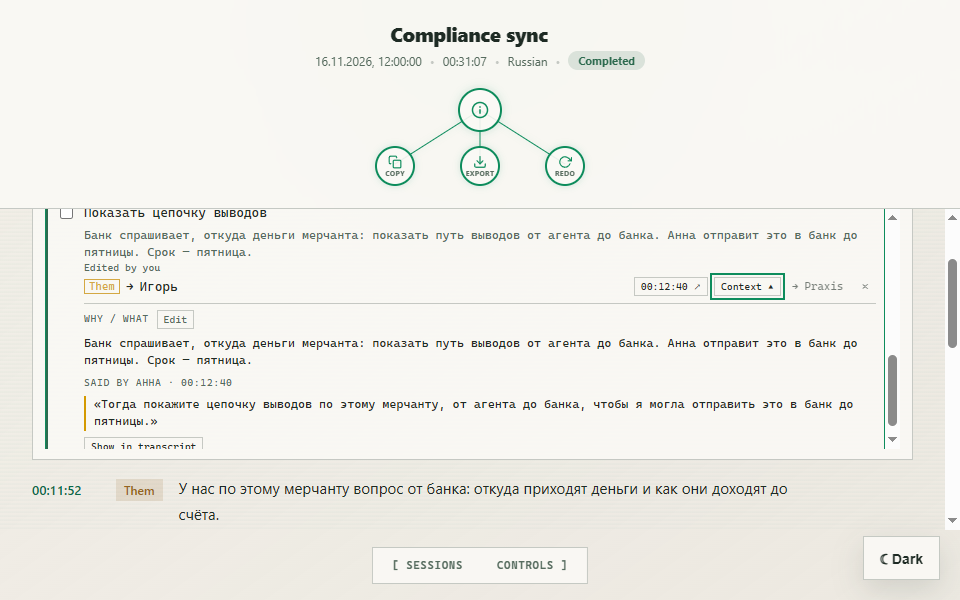 Compliance sync
16.11.2026, 12:00:00 • 00:31:07 • Russian • Completed
COPY
EXPORT
REDO
Показать цепочку выводов
Банк спрашивает, откуда деньги мерчанта: показать путь выводов от агента до банка. Анна отправит это в банк до
пятницы. Срок — пятница.
Edited by you
Them → Игорь
00:12:40 ↗ Context ▲ → Praxis ×
WHY / WHAT Edit
Банк спрашивает, откуда деньги мерчанта: показать путь выводов от агента до банка. Анна отправит это в банк до
пятницы. Срок — пятница.
SAID BY АННА · 00:12:40
«Тогда покажите цепочку выводов по этому мерчанту, от агента до банка, чтобы я могла отправить это в банк до
пятницы.»
Show in transcript
00:11:52 Them У нас по этому мерчанту вопрос от банка: откуда приходят деньги и как они доходят до
счёта.
[ SESSIONS CONTROLS ]
☾ Dark